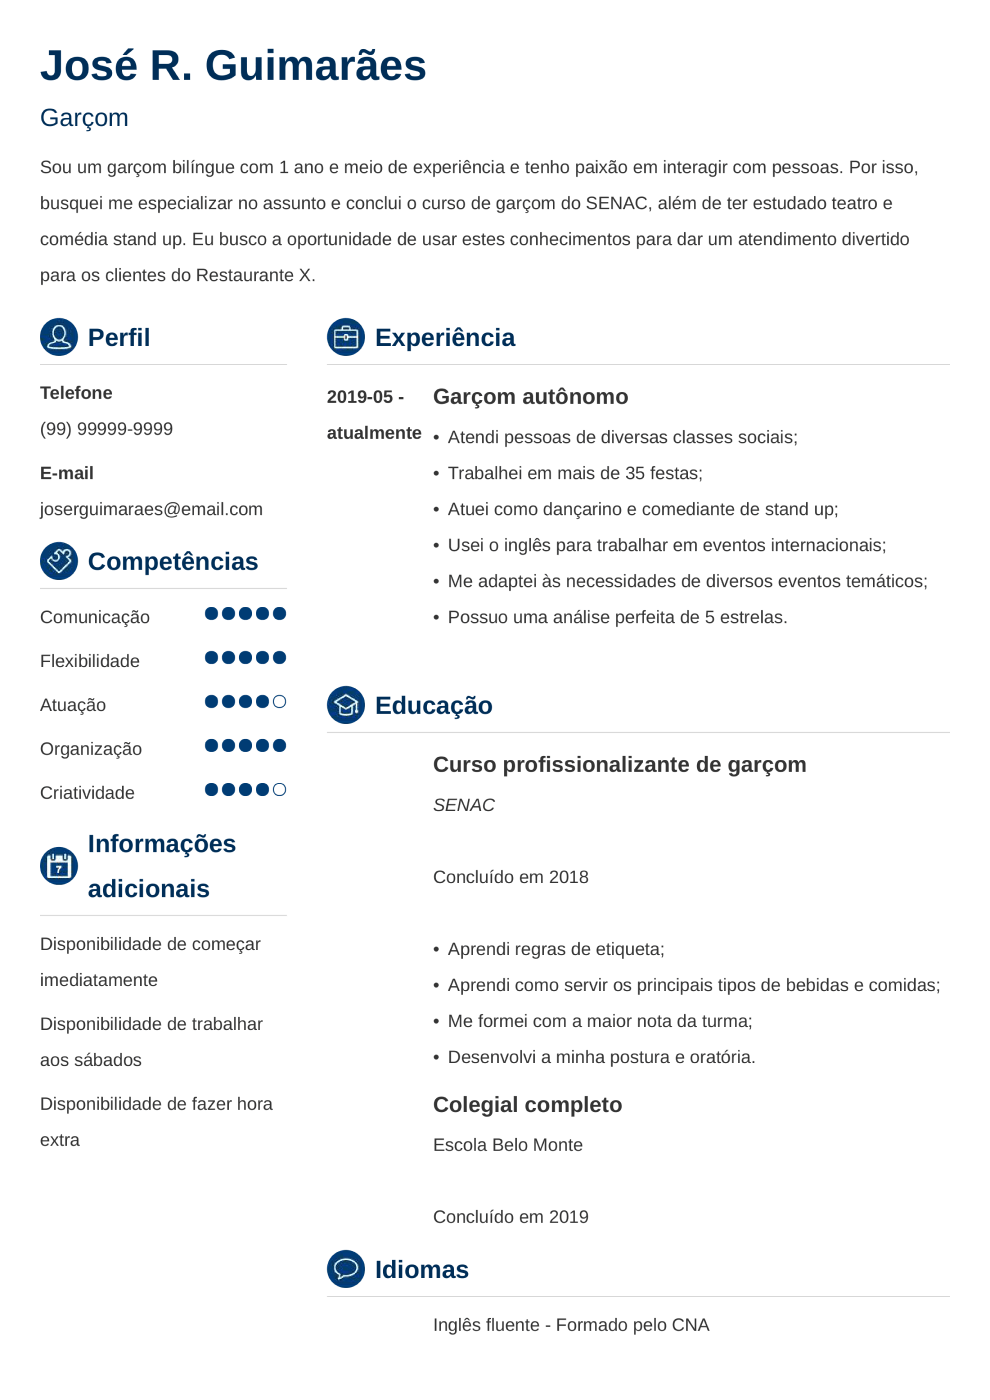 José R. Guimarães
Garçom
Sou um garçom bilíngue com 1 ano e meio de experiência e tenho paixão em interagir com pessoas. Por isso,
busquei me especializar no assunto e conclui o curso de garçom do SENAC, além de ter estudado teatro e
comédia stand up. Eu busco a oportunidade de usar estes conhecimentos para dar um atendimento divertido
para os clientes do Restaurante X.
Perfil
Telefone
(99) 99999-9999
E-mail
joserguimaraes@email.com
Competências
Comunicação
Flexibilidade
Atuação
Organização
Criatividade
7
Informações
adicionais
Disponibilidade de começar
imediatamente
Disponibilidade de trabalhar
aos sábados
Disponibilidade de fazer hora
extra
Experiência
2019-05 -
atualmente
Garçom autônomo
• Atendi pessoas de diversas classes sociais;
• Trabalhei em mais de 35 festas;
• Atuei como dançarino e comediante de stand up;
• Usei o inglês para trabalhar em eventos internacionais;
• Me adaptei às necessidades de diversos eventos temáticos;
• Possuo uma análise perfeita de 5 estrelas.
Educação
Curso profissionalizante de garçom
SENAC
Concluído em 2018
• Aprendi regras de etiqueta;
• Aprendi como servir os principais tipos de bebidas e comidas;
• Me formei com a maior nota da turma;
• Desenvolvi a minha postura e oratória.
Colegial completo
Escola Belo Monte
Concluído em 2019
Idiomas
Inglês fluente - Formado pelo CNA